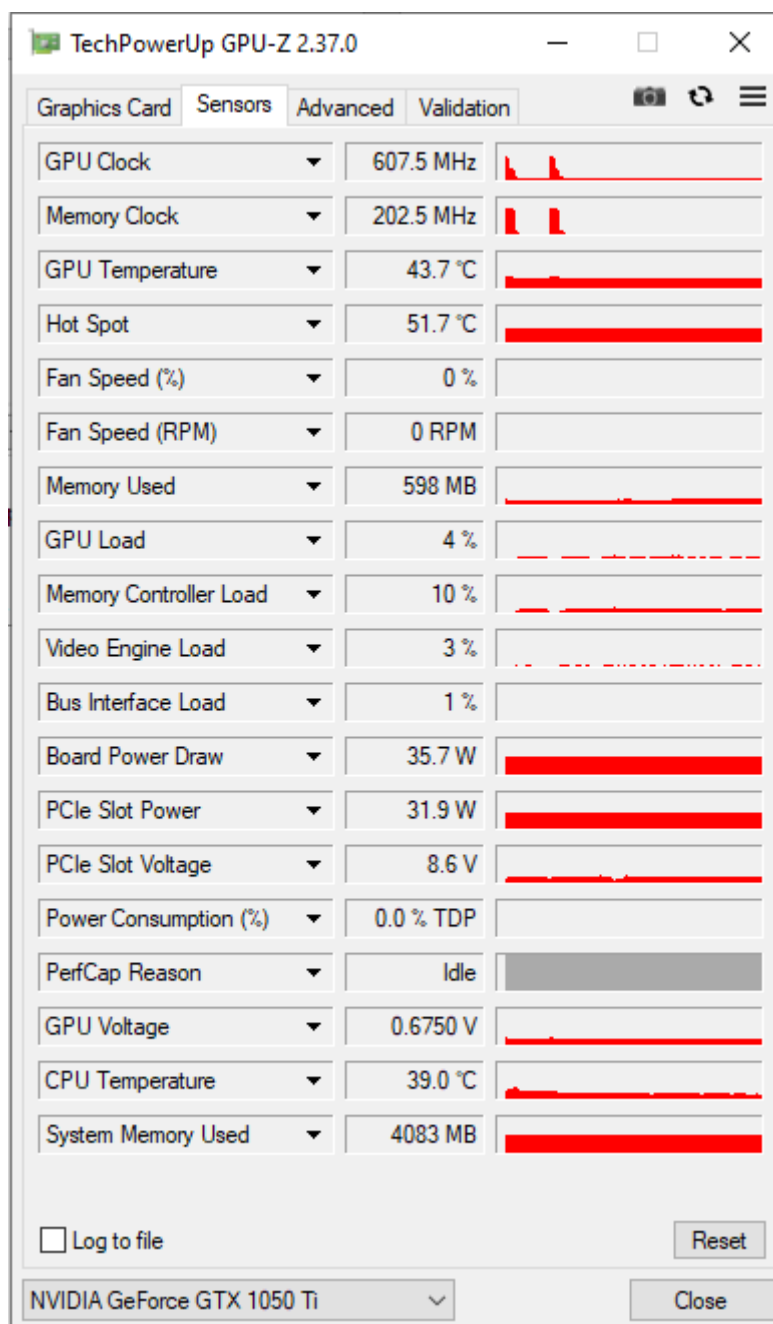 TechPowerUp GPU-Z 2.37.0
Graphics Card Sensors Advanced Validation
GPU Clock 607.5 MHz
Memory Clock 202.5 MHz
GPU Temperature 43.7 °C
Hot Spot 51.7 °C
Fan Speed (%) 0 %
Fan Speed (RPM) 0 RPM
Memory Used 598 MB
GPU Load 4 %
Memory Controller Load 10 %
Video Engine Load 3 %
Bus Interface Load 1 %
Board Power Draw 35.7 W
PCIe Slot Power 31.9 W
PCIe Slot Voltage 8.6 V
Power Consumption (%) 0.0 % TDP
PerfCap Reason Idle
GPU Voltage 0.6750 V
CPU Temperature 39.0 °C
System Memory Used 4083 MB
Log to file Reset
NVIDIA GeForce GTX 1050 Ti Close